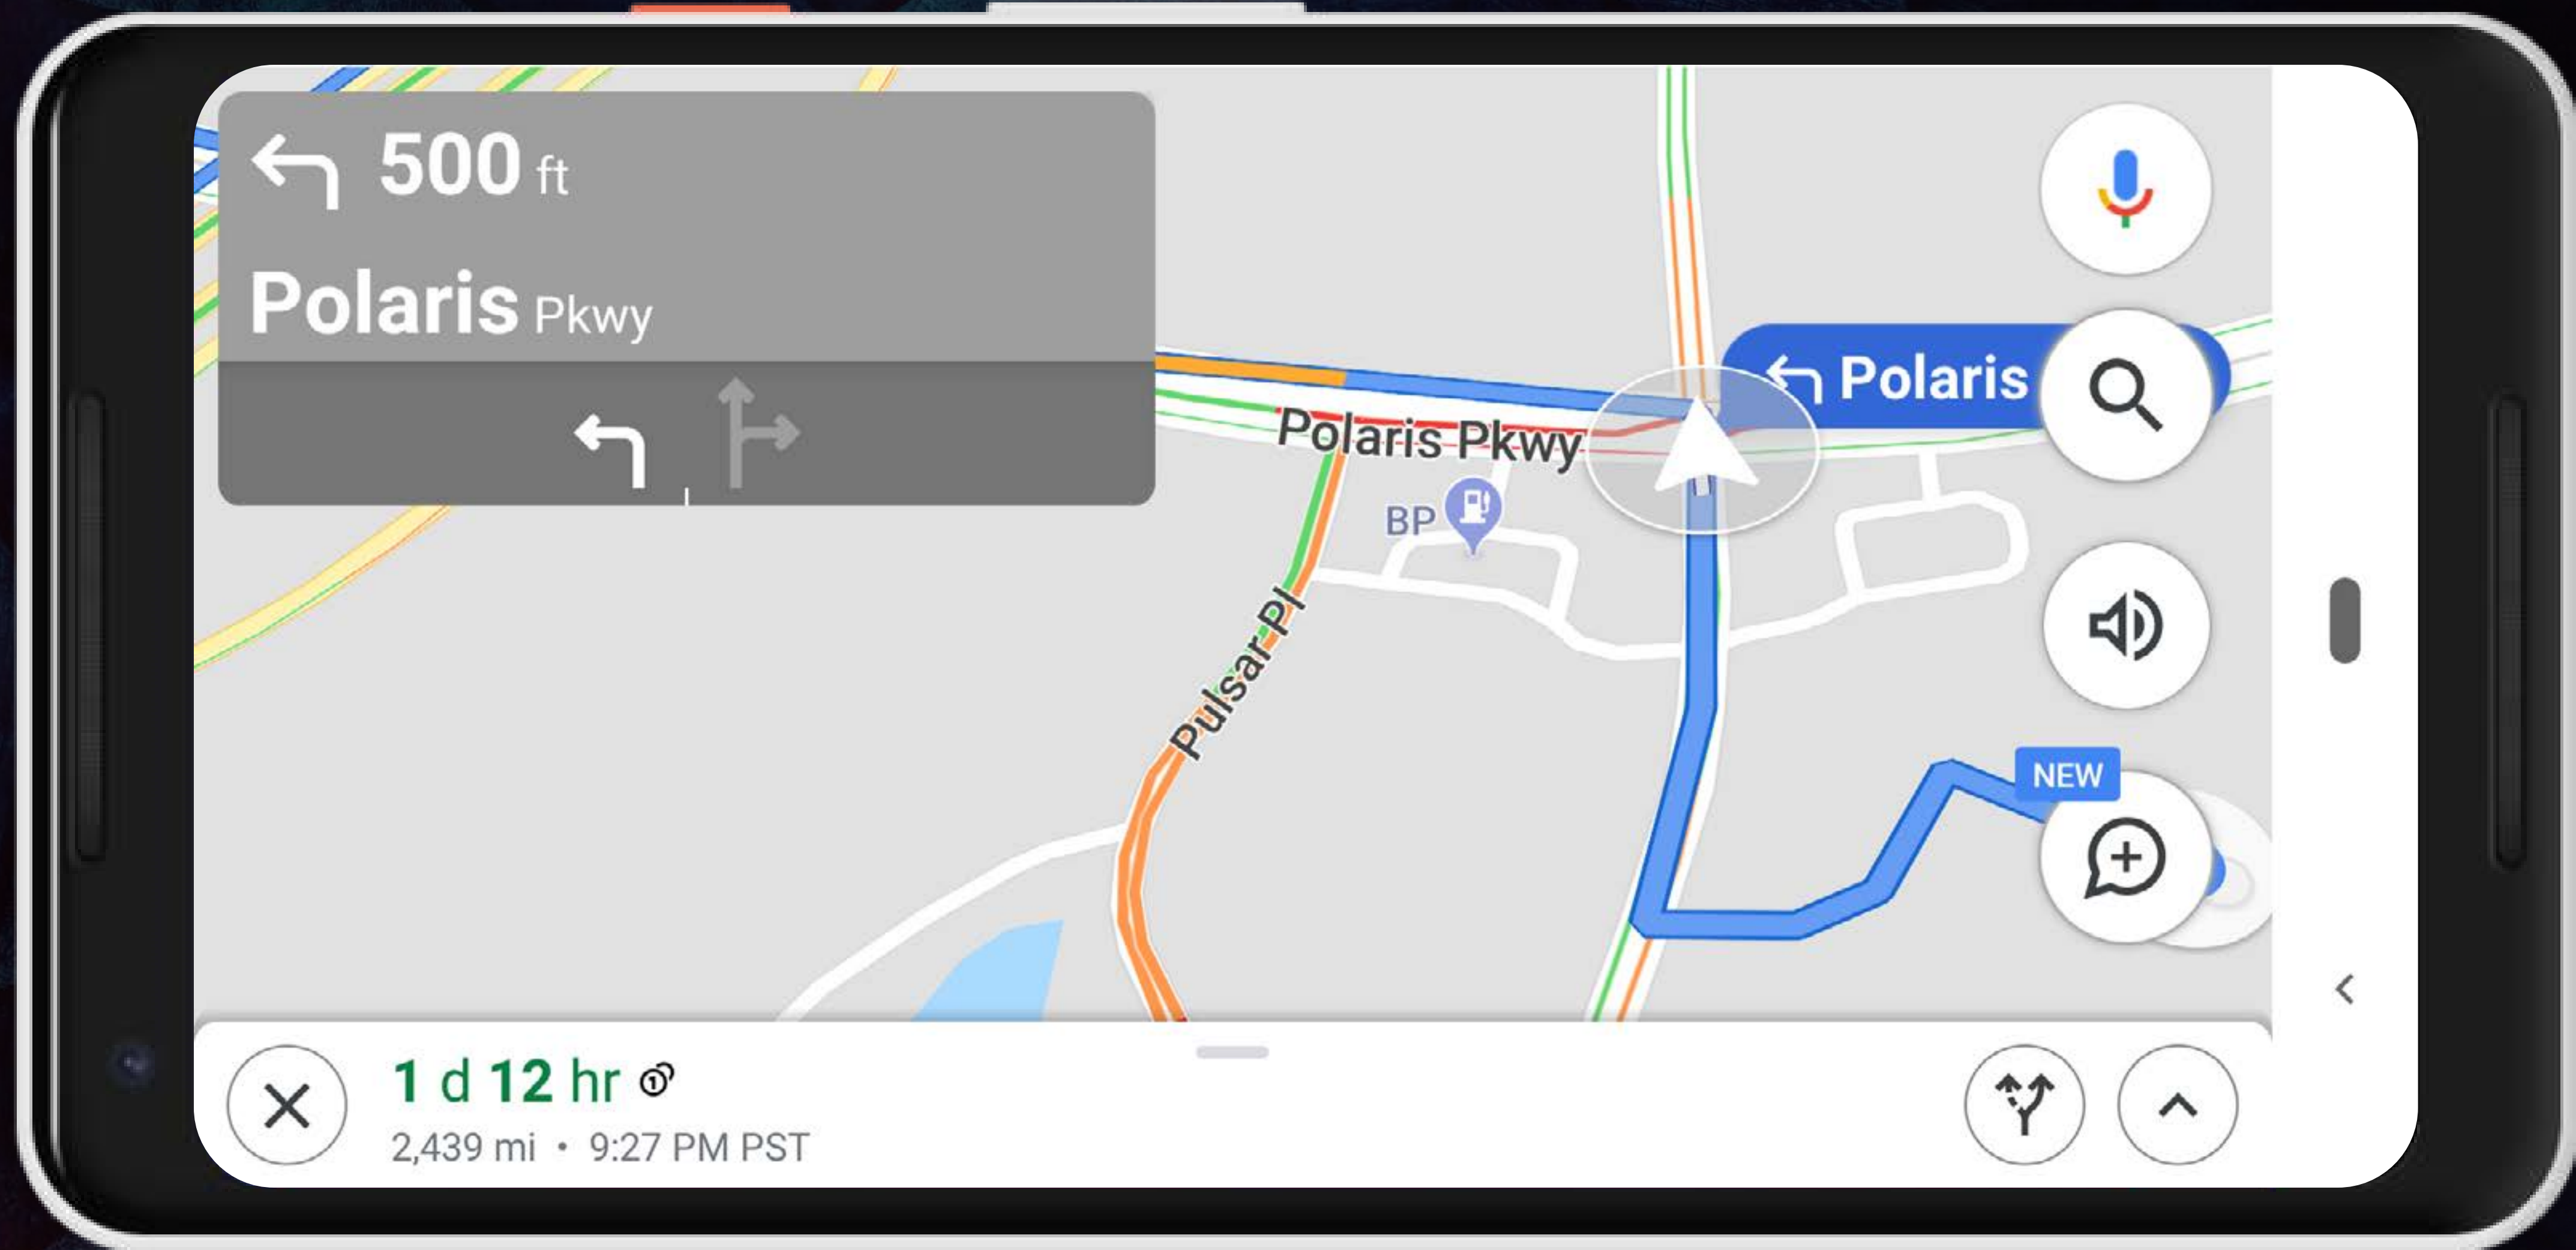 500 ft
Polaris Pkwy
Polaris
Polaris Pkwy
BP
Pulsar Pl
NEW
1 d 12 hr
2,439 mi • 9:27 PM PST